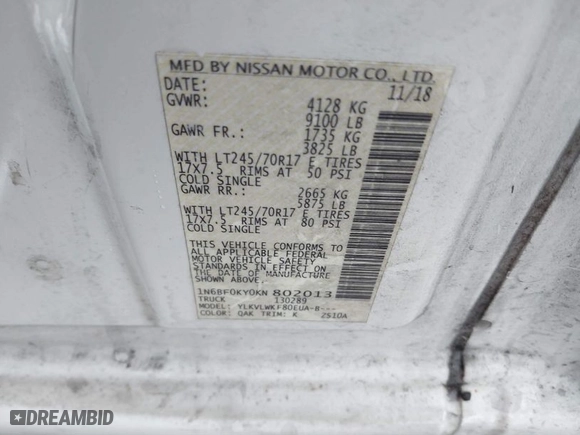 MFD BY NISSAN MOTOR CO., LTD.
DATE: 11/18
GVWR: 4128 KG
9100 LB
GAWR FR.: 1735 KG
3825 LB
WITH LT245/70R17 E TIRES
17X7.5 RIMS AT 50 PSI
COLD SINGLE
GAWR RR.: 2665 KG
5875 LB
WITH LT245/70R17 E TIRES
17X7.5 RIMS AT 80 PSI
COLD SINGLE
THIS VEHICLE CONFORMS TO
ALL APPLICABLE FEDERAL
MOTOR VEHICLE SAFETY
STANDARDS IN EFFECT ON THE
DATE OF MANUFACTURE
SHOWN ABOVE.
1N6BF0KY0KN802013
TRUCK 130289
MODEL: YLKVLWKF80EUA-B---
COLOR: QAK TRIM: K 2S10A
DREAMBID